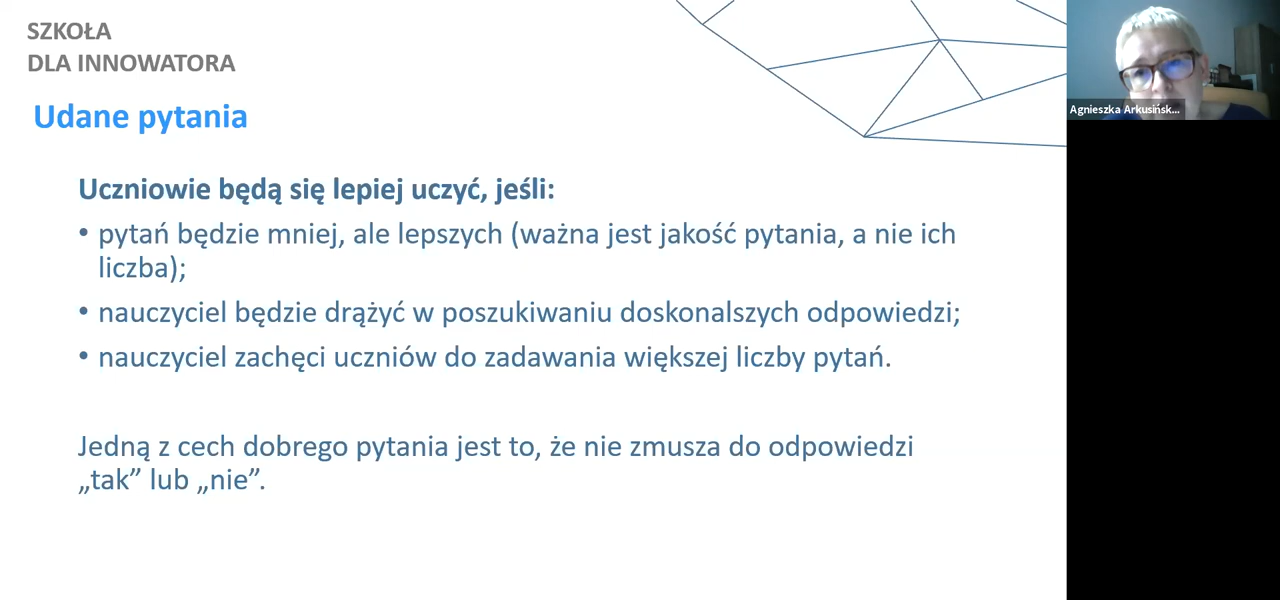 SZKOŁA
DLA INNOWATORA
Udane pytania
Uczniowie będą się lepiej uczyć, jeśli:
• pytań będzie mniej, ale lepszych (ważna jest jakość pytania, a nie ich
liczba);
• nauczyciel będzie drążyć w poszukiwaniu doskonalszych odpowiedzi;
• nauczyciel zachęci uczniów do zadawania większej liczby pytań.
Jedną z cech dobrego pytania jest to, że nie zmusza do odpowiedzi
„tak” lub „nie”.
Agnieszka Arkusińsk...